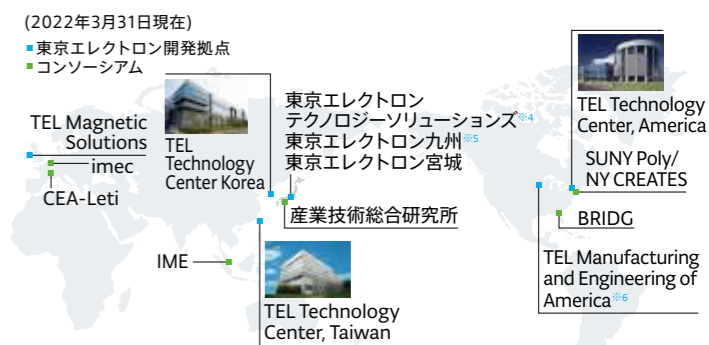 (2022年3月31日現在)
東京エレクトロン開発拠点
コンソーシアム
TEL Magnetic
Solutions
imec
CEA-Leti
TEL
Technology
Center Korea
東京エレクトロン
テクノロジーソリューションズ※4
東京エレクトロン九州※5
東京エレクトロン宮城
産業技術総合研究所
IME
TEL Technology
Center, Taiwan
TEL Technology
Center, America
SUNY Poly/
NY CREATES
BRIDG
TEL Manufacturing
and Engineering of
America※6